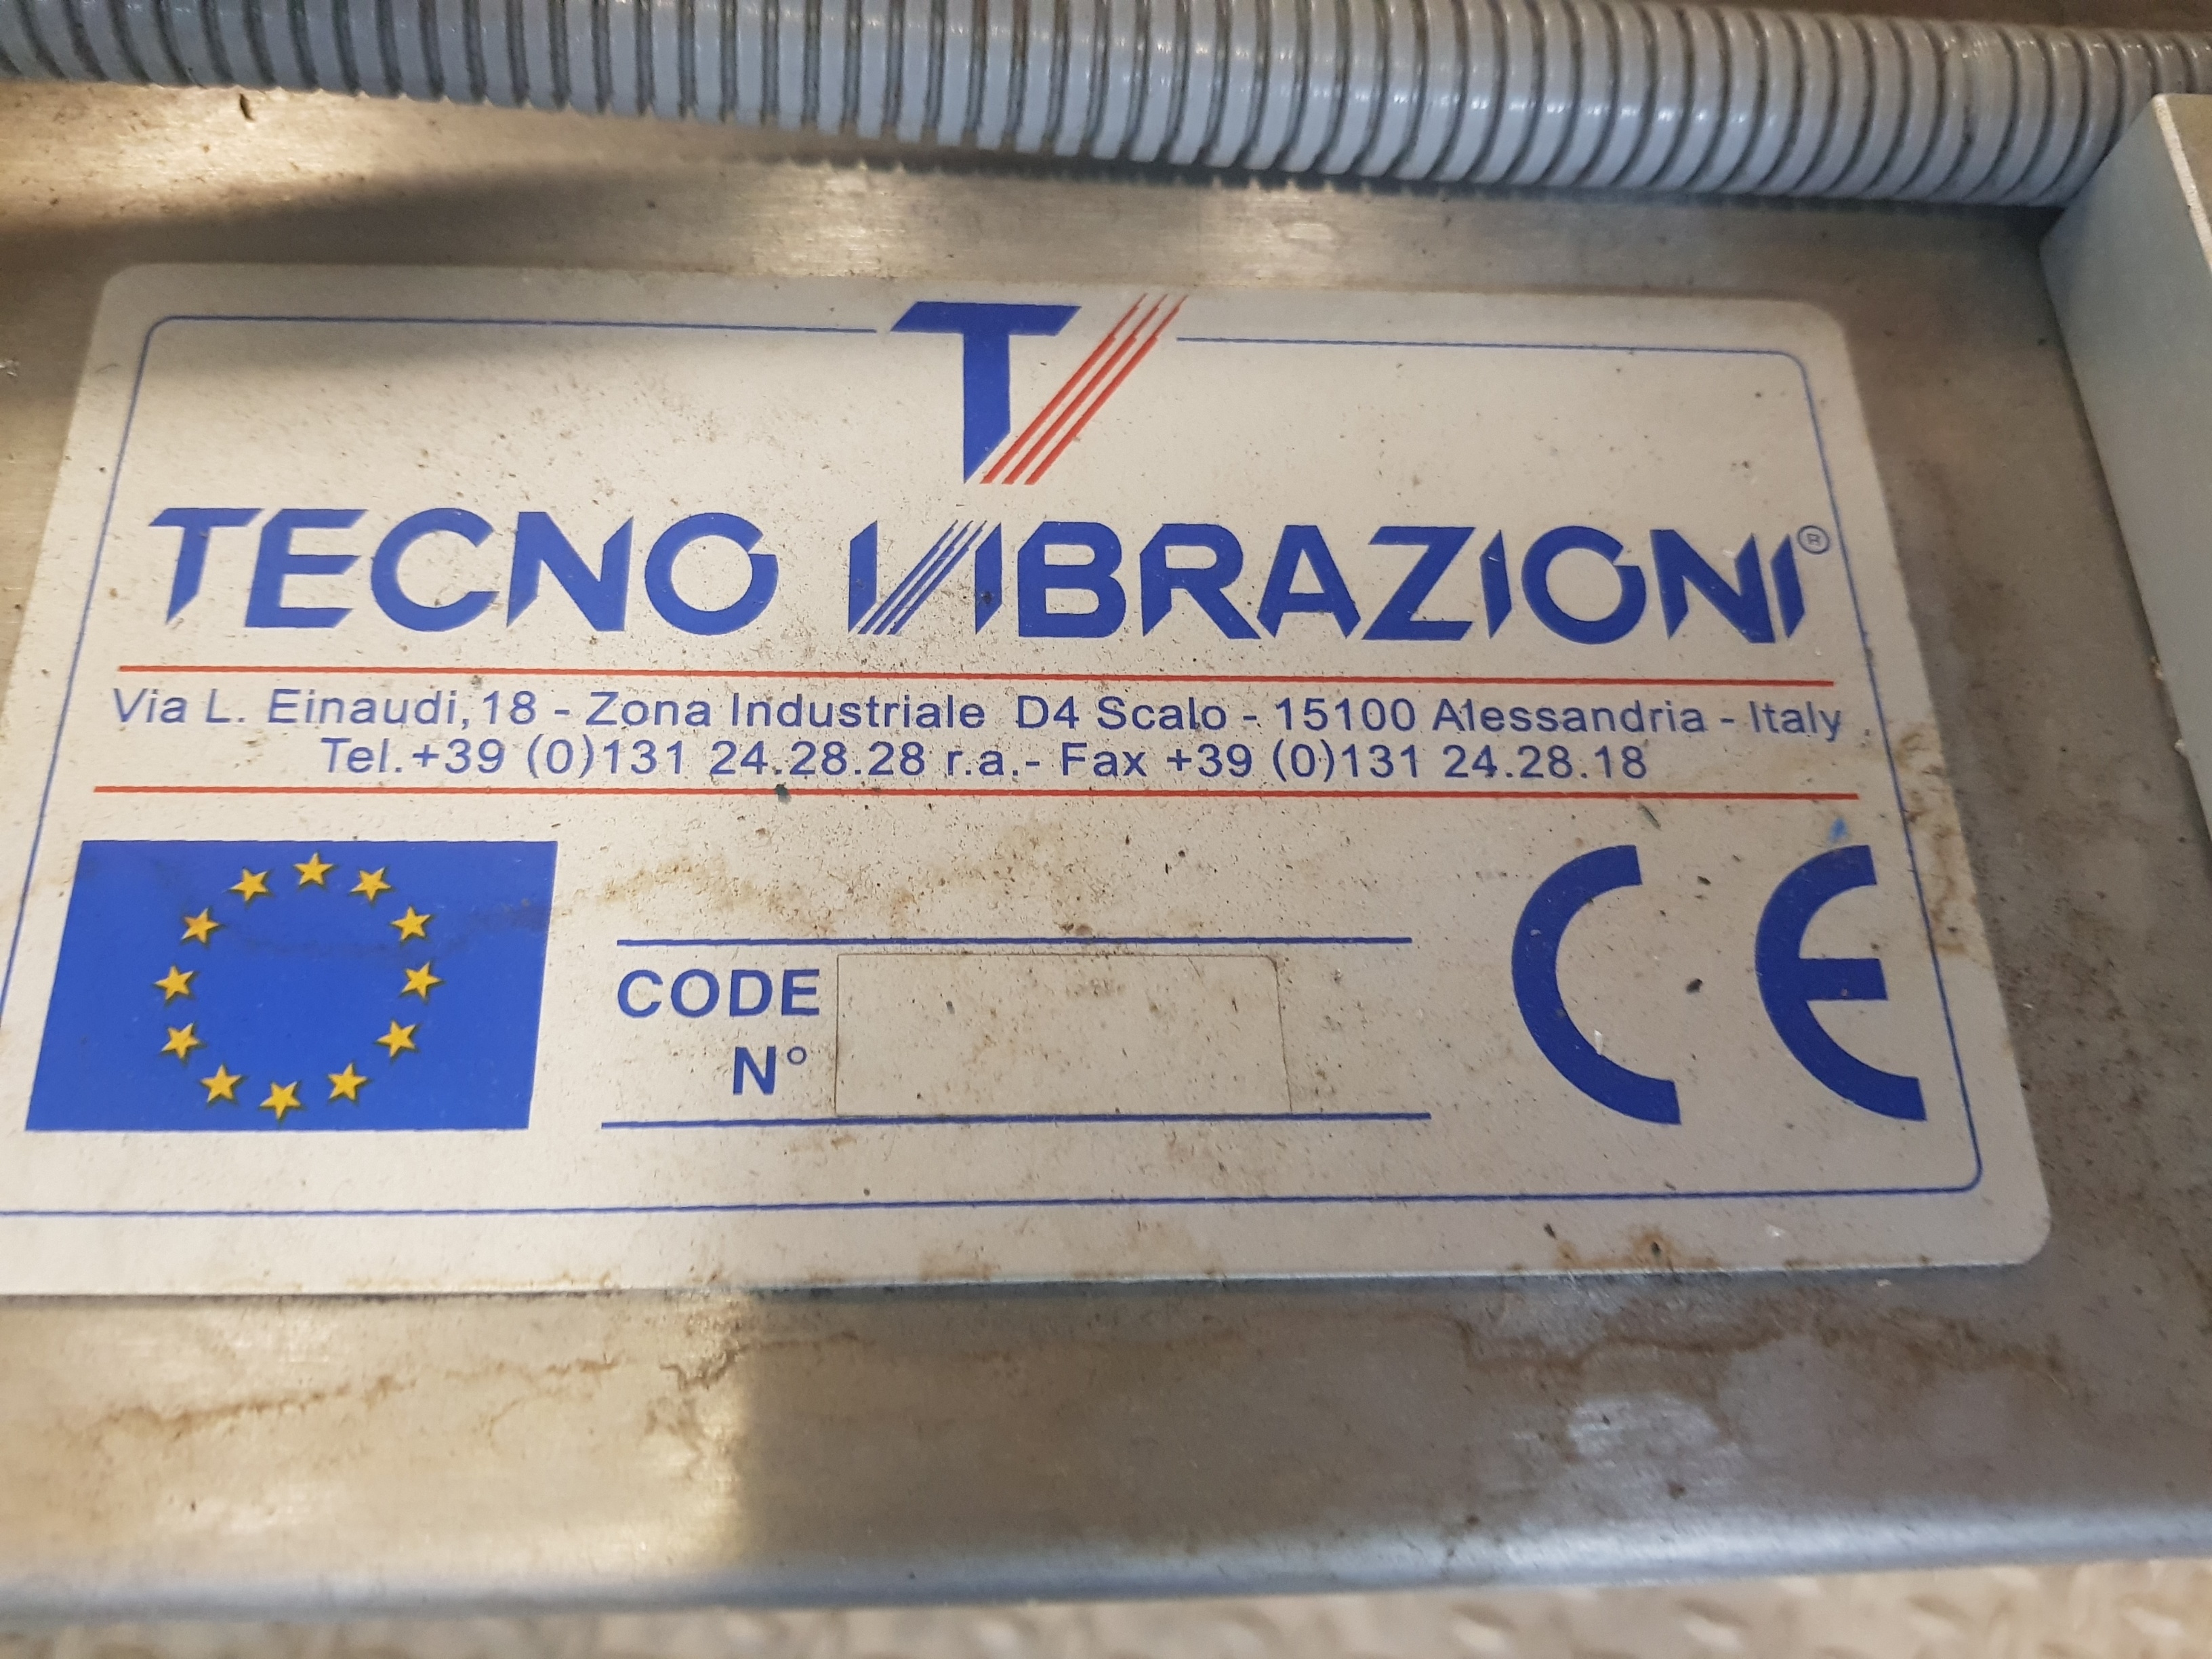 T
TECNO VIBRAZIONI®
Via L. Einaudi, 18 - Zona Industriale D4 Scalo - 15100 Alessandria - Italy
Tel.+39 (0)131 24.28.28 r.a.- Fax +39 (0)131 24.28.18
CODE
N°
CE